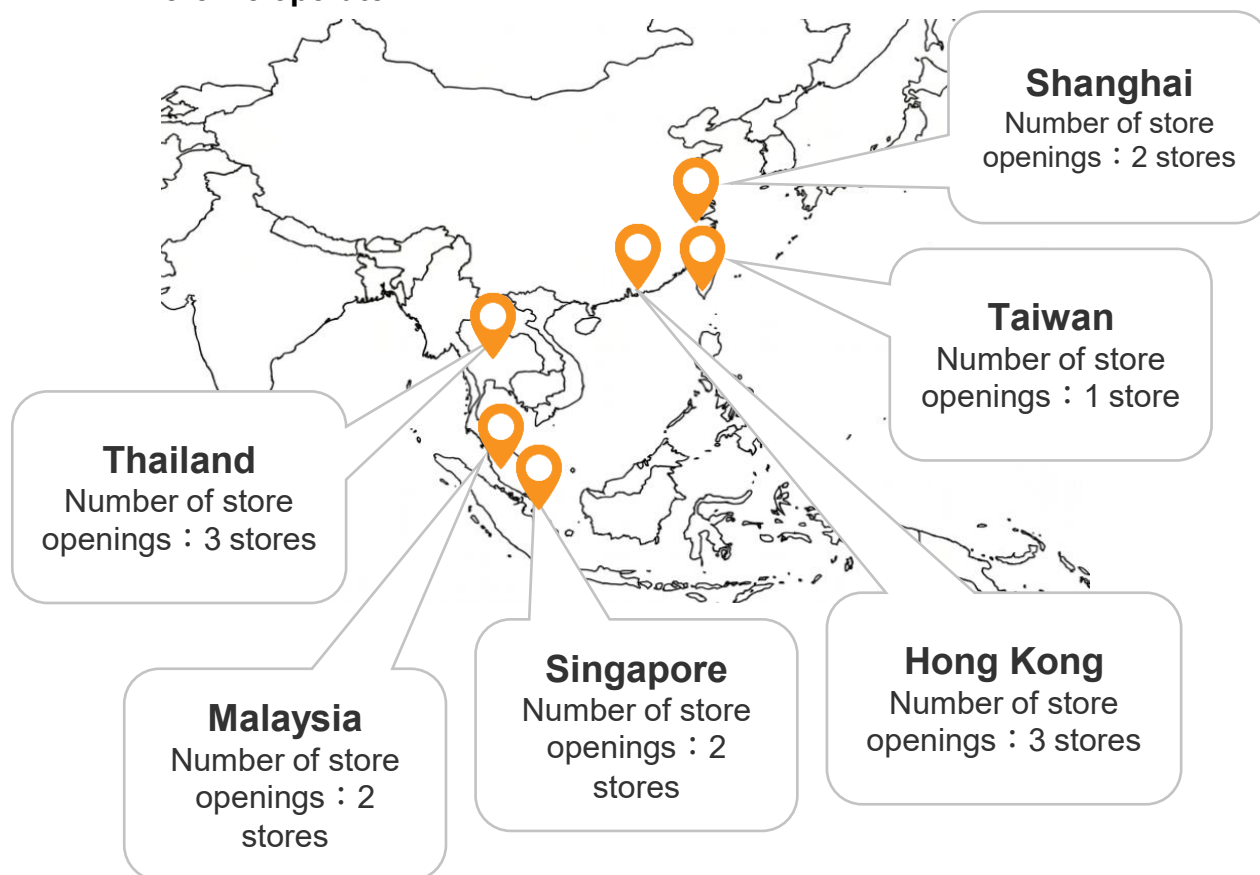 Shanghai
Number of store
openings：2 stores
Taiwan
Number of store
openings：1 store
Thailand
Number of store
openings：3 stores
Malaysia
Number of store
openings：2
stores
Singapore
Number of store
openings：2
stores
Hong Kong
Number of store
openings：3 stores